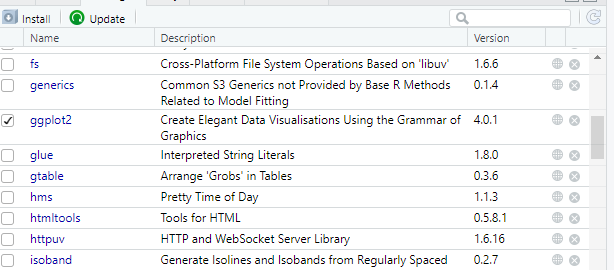 Install Update
Name Description Version
fs Cross-Platform File System Operations Based on 'libuv' 1.6.6
generics Common S3 Generics not Provided by Base R Methods 0.1.4
Related to Model Fitting
ggplot2 Create Elegant Data Visualisations Using the Grammar of 4.0.1
Graphics
glue Interpreted String Literals 1.8.0
gtable Arrange 'Grobs' in Tables 0.3.6
hms Pretty Time of Day 1.1.3
htmltools Tools for HTML 0.5.8.1
httpuv HTTP and WebSocket Server Library 1.6.16
isoband Generate Isolines and Isobands from Regularly Spaced 0.2.7